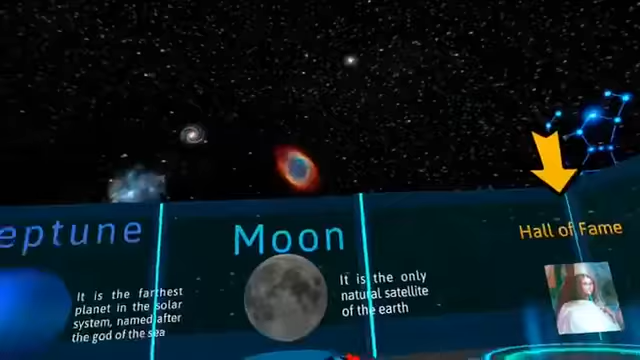 eptune
It is the farthest
planet in the solar
system, named after
the god of the sea
Moon
It is the only
natural satellite
of the earth
Hall of Fame